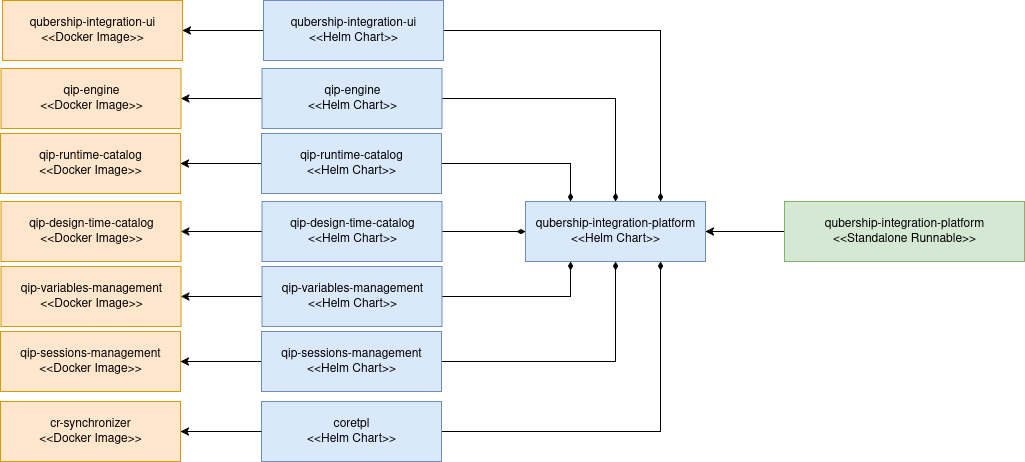 qubership-integration-ui
<<Docker Image>>
qubership-integration-ui
<<Helm Chart>>
qip-engine
<<Docker Image>>
qip-engine
<<Helm Chart>>
qip-runtime-catalog
<<Docker Image>>
qip-runtime-catalog
<<Helm Chart>>
qip-design-time-catalog
<<Docker Image>>
qip-design-time-catalog
<<Helm Chart>>
qubership-integration-platform
<<Helm Chart>>
qubership-integration-platform
<<Standalone Runnable>>
qip-variables-management
<<Docker Image>>
qip-variables-management
<<Helm Chart>>
qip-sessions-management
<<Docker Image>>
qip-sessions-management
<<Helm Chart>>
cr-synchronizer
<<Docker Image>>
coretpl
<<Helm Chart>>